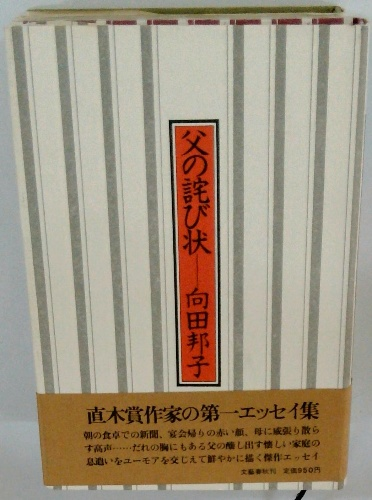 父の詫び状――向田邦子
直木賞作家の第一エッセイ集
朝の食卓での新聞、宴会帰りの赤い顔、母に威張り散ら
す高声……だれの胸にもある父の醸し出す懐しい家庭の
息遣いをユーモアを交じえて鮮やかに描く傑作エッセイ
文藝春秋刊 定価950円